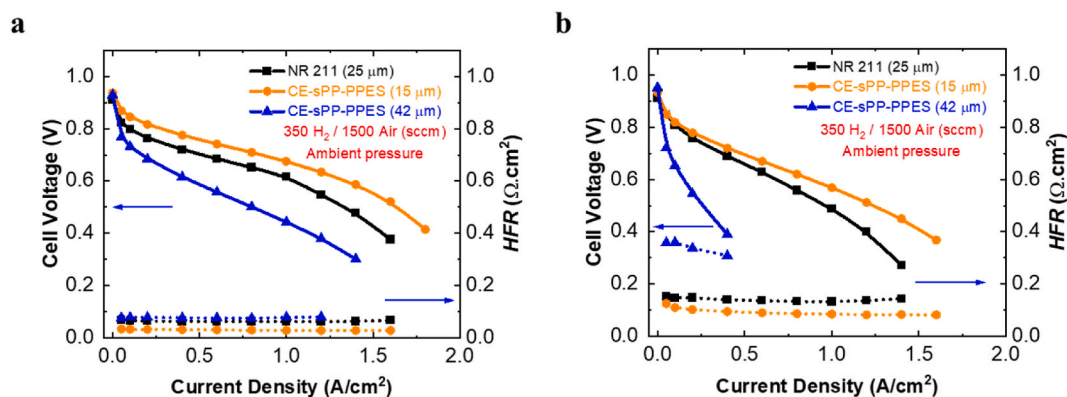 a
NR 211 (25 μm)
CE-sPP-PPES (15 μm)
CE-sPP-PPES (42 μm)
350 H₂ / 1500 Air (sccm)
Ambient pressure
Cell Voltage (V)
1.0
0.8
0.6
0.4
0.2
0.0
HFR (Ω.cm²)
1.0
0.8
0.6
0.4
0.2
0.0
0.0 0.5 1.0 1.5 2.0
Current Density (A/cm²)
b
NR 211 (25 μm)
CE-sPP-PPES (15 μm)
CE-sPP-PPES (42 μm)
350 H₂ / 1500 Air (sccm)
Ambient pressure
Cell Voltage (V)
1.0
0.8
0.6
0.4
0.2
0.0
HFR (Ω.cm²)
1.0
0.8
0.6
0.4
0.2
0.0
0.0 0.5 1.0 1.5 2.0
Current Density (A/cm²)